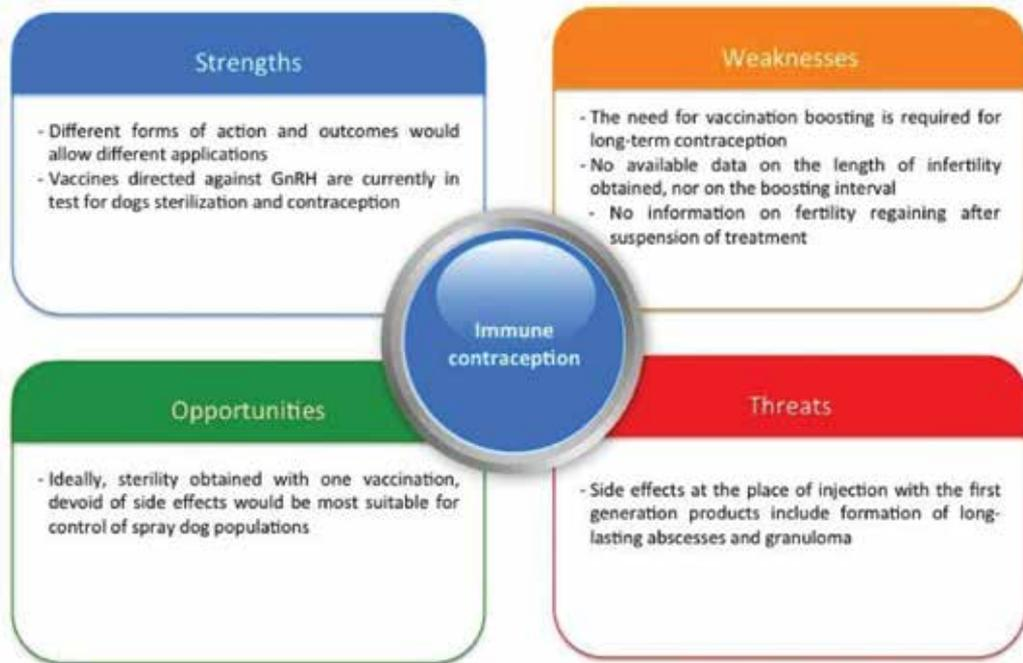 Strengths
- Different forms of action and outcomes would
allow different applications
- Vaccines directed against GnRH are currently in
test for dogs sterilization and contraception
Weaknesses
- The need for vaccination boosting is required for
long-term contraception
- No available data on the length of infertility
obtained, nor on the boosting interval
- No information on fertility regaining after
suspension of treatment
Immune
contraception
Opportunities
- Ideally, sterility obtained with one vaccination,
devoid of side effects would be most suitable for
control of spray dog populations
Threats
- Side effects at the place of injection with the first
generation products include formation of long-
lasting abscesses and granuloma